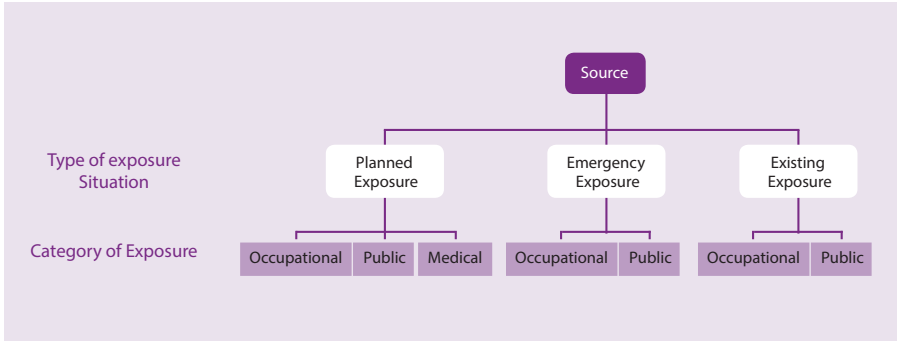 Source
Type of exposure
Situation
Planned
Exposure
Emergency
Exposure
Existing
Exposure
Category of Exposure
Occupational
Public
Medical
Occupational
Public
Occupational
Public